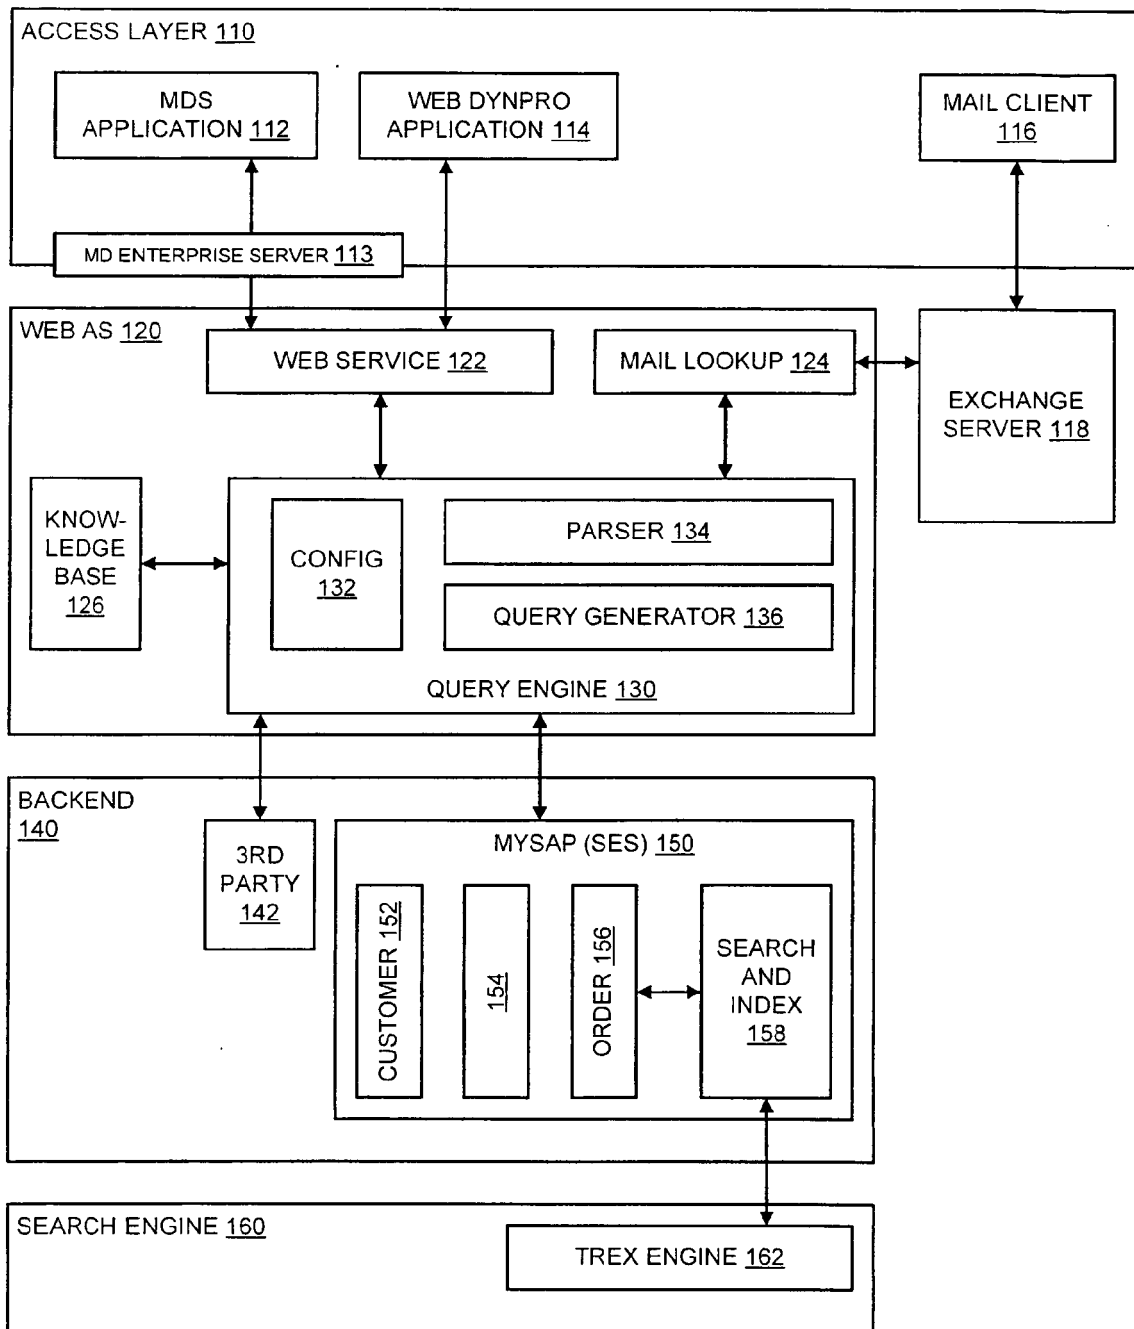 ACCESS LAYER 110
MDS
APPLICATION 112
WEB DYNPRO
APPLICATION 114
MAIL CLIENT
116
MD ENTERPRISE SERVER 113
WEB AS 120
WEB SERVICE 122
MAIL LOOKUP 124
EXCHANGE
SERVER 118
KNOW-
LEDGE
BASE
126
CONFIG
132
PARSER 134
QUERY GENERATOR 136
QUERY ENGINE 130
BACKEND
140
3RD
PARTY
142
MYSAP (SES) 150
CUSTOMER 152
154
ORDER 156
SEARCH
AND
INDEX
158
SEARCH ENGINE 160
TREX ENGINE 162